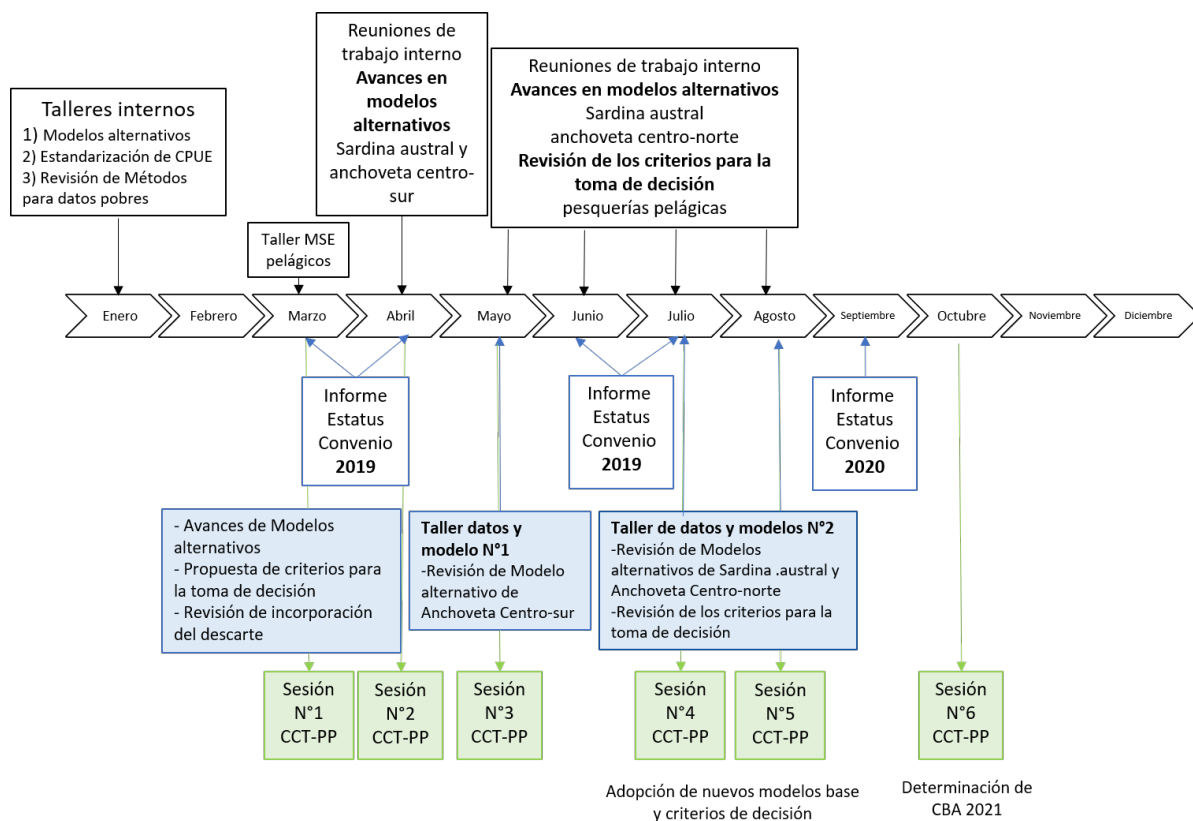 Talleres internos
1) Modelos alternativos
2) Estandarización de CPUE
3) Revisión de Métodos
para datos pobres
Taller MSE
pelágicos
Reuniones de
trabajo interno
Avances en
modelos
alternativos
Sardina austral y
anchoveta centro-
sur
Reuniones de trabajo interno
Avances en modelos alternativos
Sardina austral
anchoveta centro-norte
Revisión de los criterios para la
toma de decisión
pesquerías pelágicas
Enero
Febrero
Marzo
Abril
Mayo
Junio
Julio
Agosto
Septiembre
Octubre
Noviembre
Diciembre
Informe
Estatus
Convenio
2019
Informe
Estatus
Convenio
2019
Informe
Estatus
Convenio
2020
- Avances de Modelos
alternativos
- Propuesta de criterios para
la toma de decisión
- Revisión de incorporación
del descarte
Taller datos y
modelo N°1
-Revisión de Modelo
alternativo de
Anchoveta Centro-sur
Taller de datos y modelos N°2
-Revisión de Modelos
alternativos de Sardina .austral y
Anchoveta Centro-norte
-Revisión de los criterios para la
toma de decisión
Sesión
N°1
CCT-PP
Sesión
N°2
CCT-PP
Sesión
N°3
CCT-PP
Sesión
N°4
CCT-PP
Sesión
N°5
CCT-PP
Sesión
N°6
CCT-PP
Adopción de nuevos modelos base
y criterios de decisión
Determinación de
CBA 2021